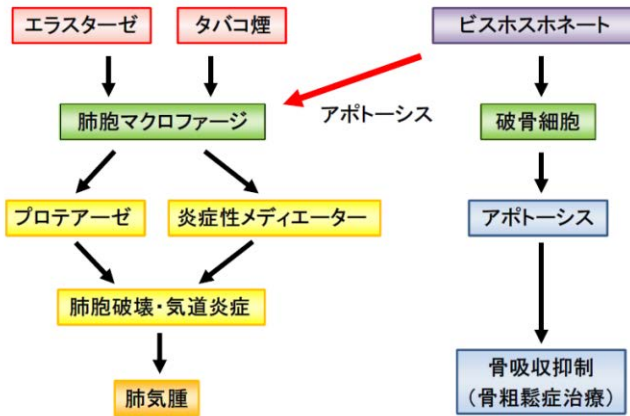 エラスターゼ
タバコ煙
ビスホスホネート
肺胞マクロファージ
アポトーシス
破骨細胞
プロテアーゼ
炎症性メディエーター
アポトーシス
肺胞破壊・気道炎症
肺気腫
骨吸収抑制
(骨粗鬆症治療)